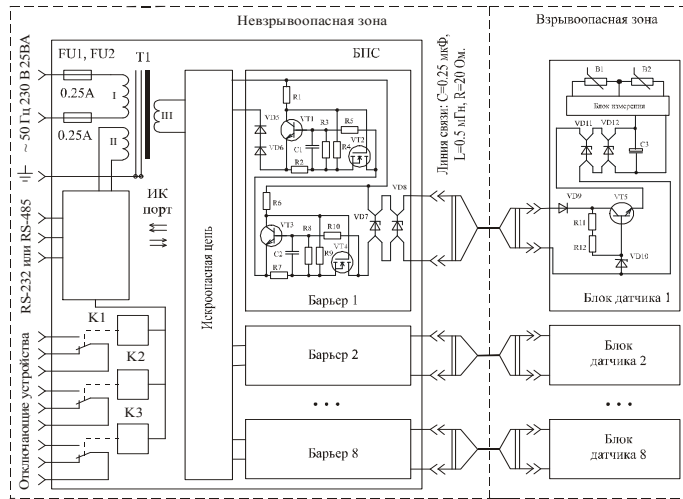 Невзрывоопасная зона
Взрывоопасная зона
~ 50 Гц 230 В 25ВА
FU1, FU2
0.25А
0.25А
T1
I
II
III
БПС
Линия связи: C=0.25 мкФ,
L=0.5 мГн, R=20 Ом.
RS-232 или RS-485
ИК
порт
Искроопасная цепь
VD5
VD6
R1
VT1
C1
R3
R4
R5
VT2
R2
R6
VT3
C2
R8
R9
R10
VT4
R7
VD7
VD8
Барьер 1
B1
B2
Блок измерения
VD11
VD12
C3
VD9
VT5
R11
R12
VD10
Блок датчика 1
Отключающие устройства
K1
K2
K3
Барьер 2
Блок
датчика 2
• • •
• • •
Барьер 8
Блок
датчика 8